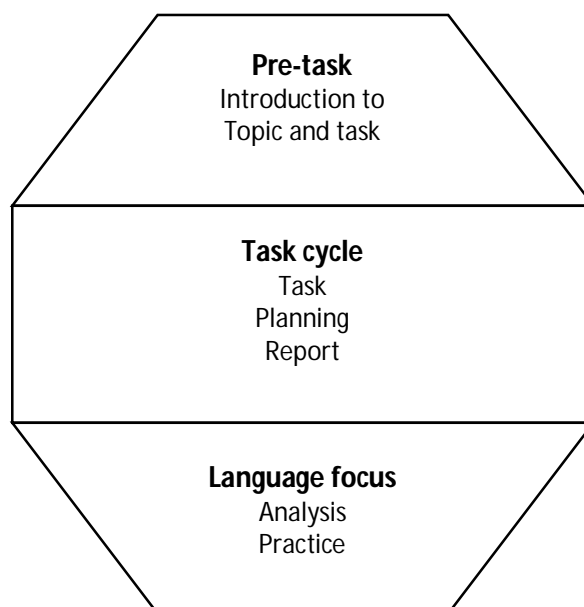 Pre-task
Introduction to
Topic and task
Task cycle
Task
Planning
Report
Language focus
Analysis
Practice